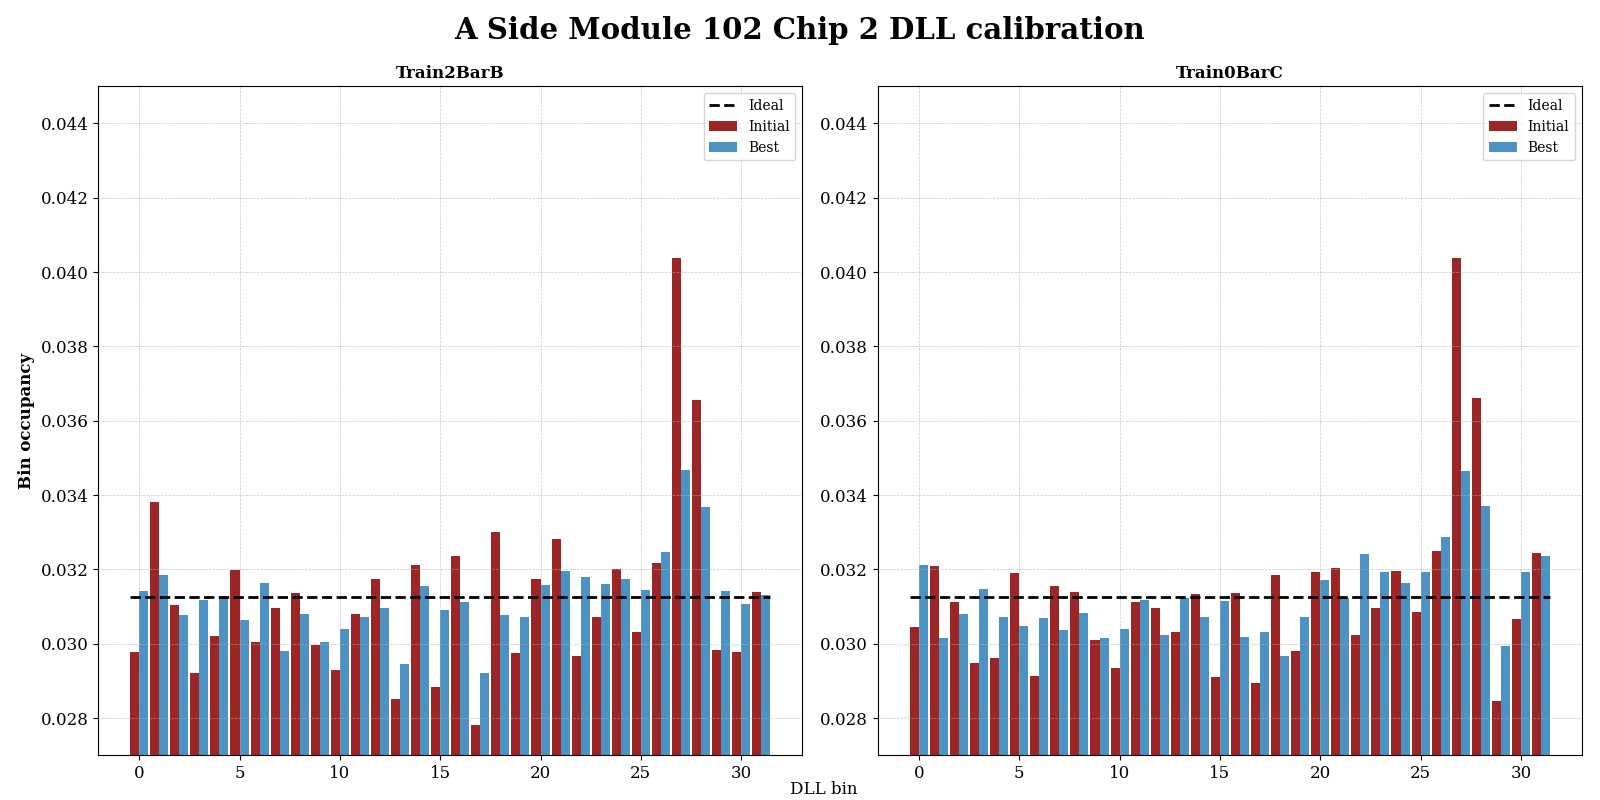 A Side Module 102 Chip 2 DLL calibration
Train2BarB
Train0BarC
Ideal
Initial
Best
Ideal
Initial
Best
Bin occupancy
0.044
0.042
0.040
0.038
0.036
0.034
0.032
0.030
0.028
0.044
0.042
0.040
0.038
0.036
0.034
0.032
0.030
0.028
0 5 10 15 20 25 30
0 5 10 15 20 25 30
DLL bin